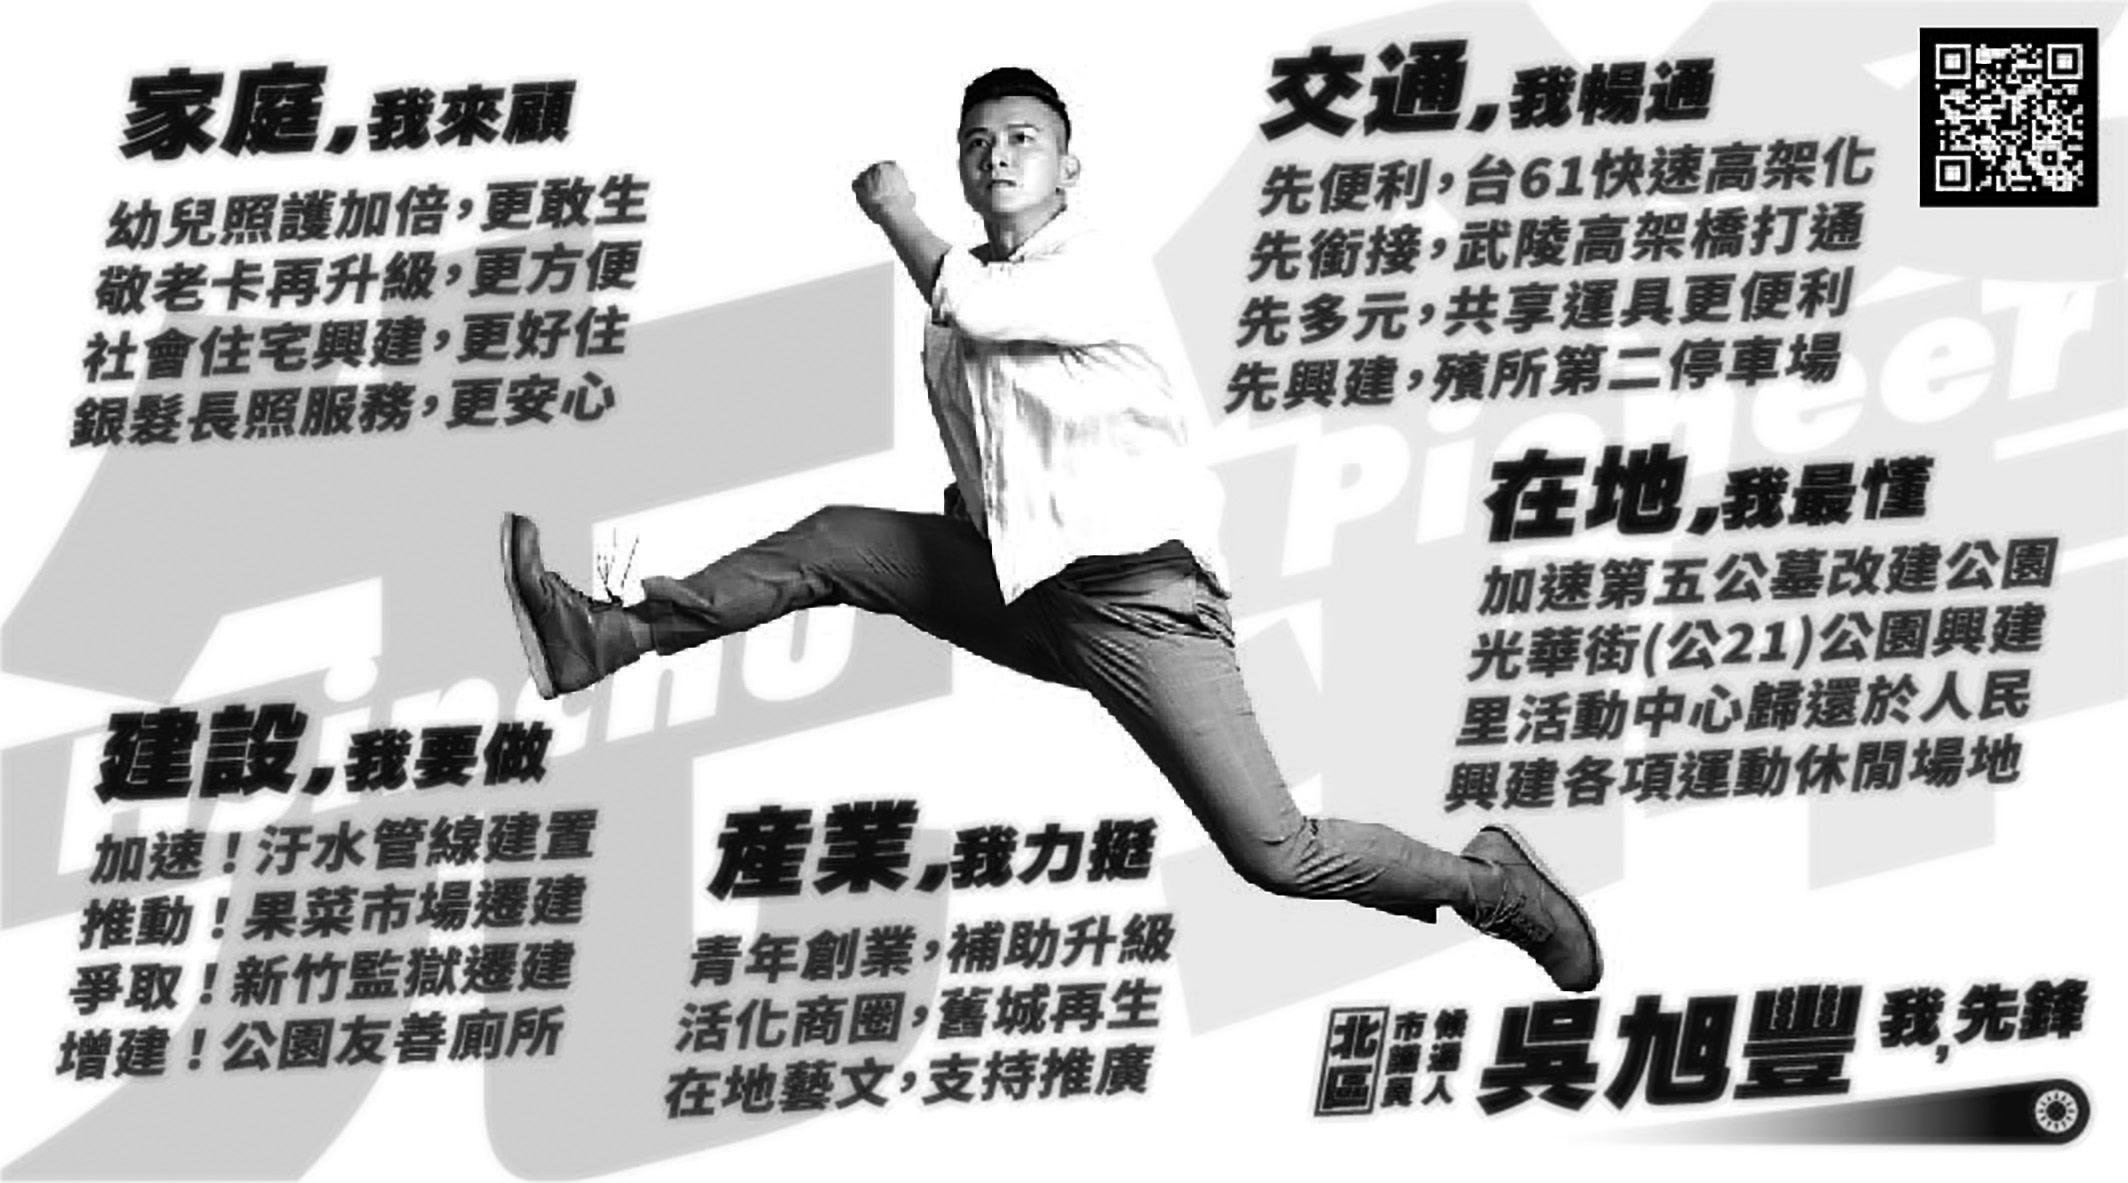 家庭,我來顧
幼兒照護加倍,更敢生
敬老卡再升級,更方便
社會住宅興建,更好住
銀髮長照服務,更安心
交通,我暢通
先便利,台61快速高架化
先銜接,武陵高架橋打通
先多元,共享運具更便利
先興建,殯所第二停車場
在地,我最懂
加速第五公墓改建公園
光華街(公21)公園興建
里活動中心歸還於人民
興建各項運動休閒場地
建設,我要做
加速!汙水管線建置
推動!果菜市場遷建
爭取!新竹監獄遷建
增建!公園友善廁所
產業,我力挺
青年創業,補助升級
活化商圈,舊城再生
在地藝文,支持推廣
北區 市議員候選人 吳旭豐 我,先鋒
先鋒
Hsinchu Pioneer